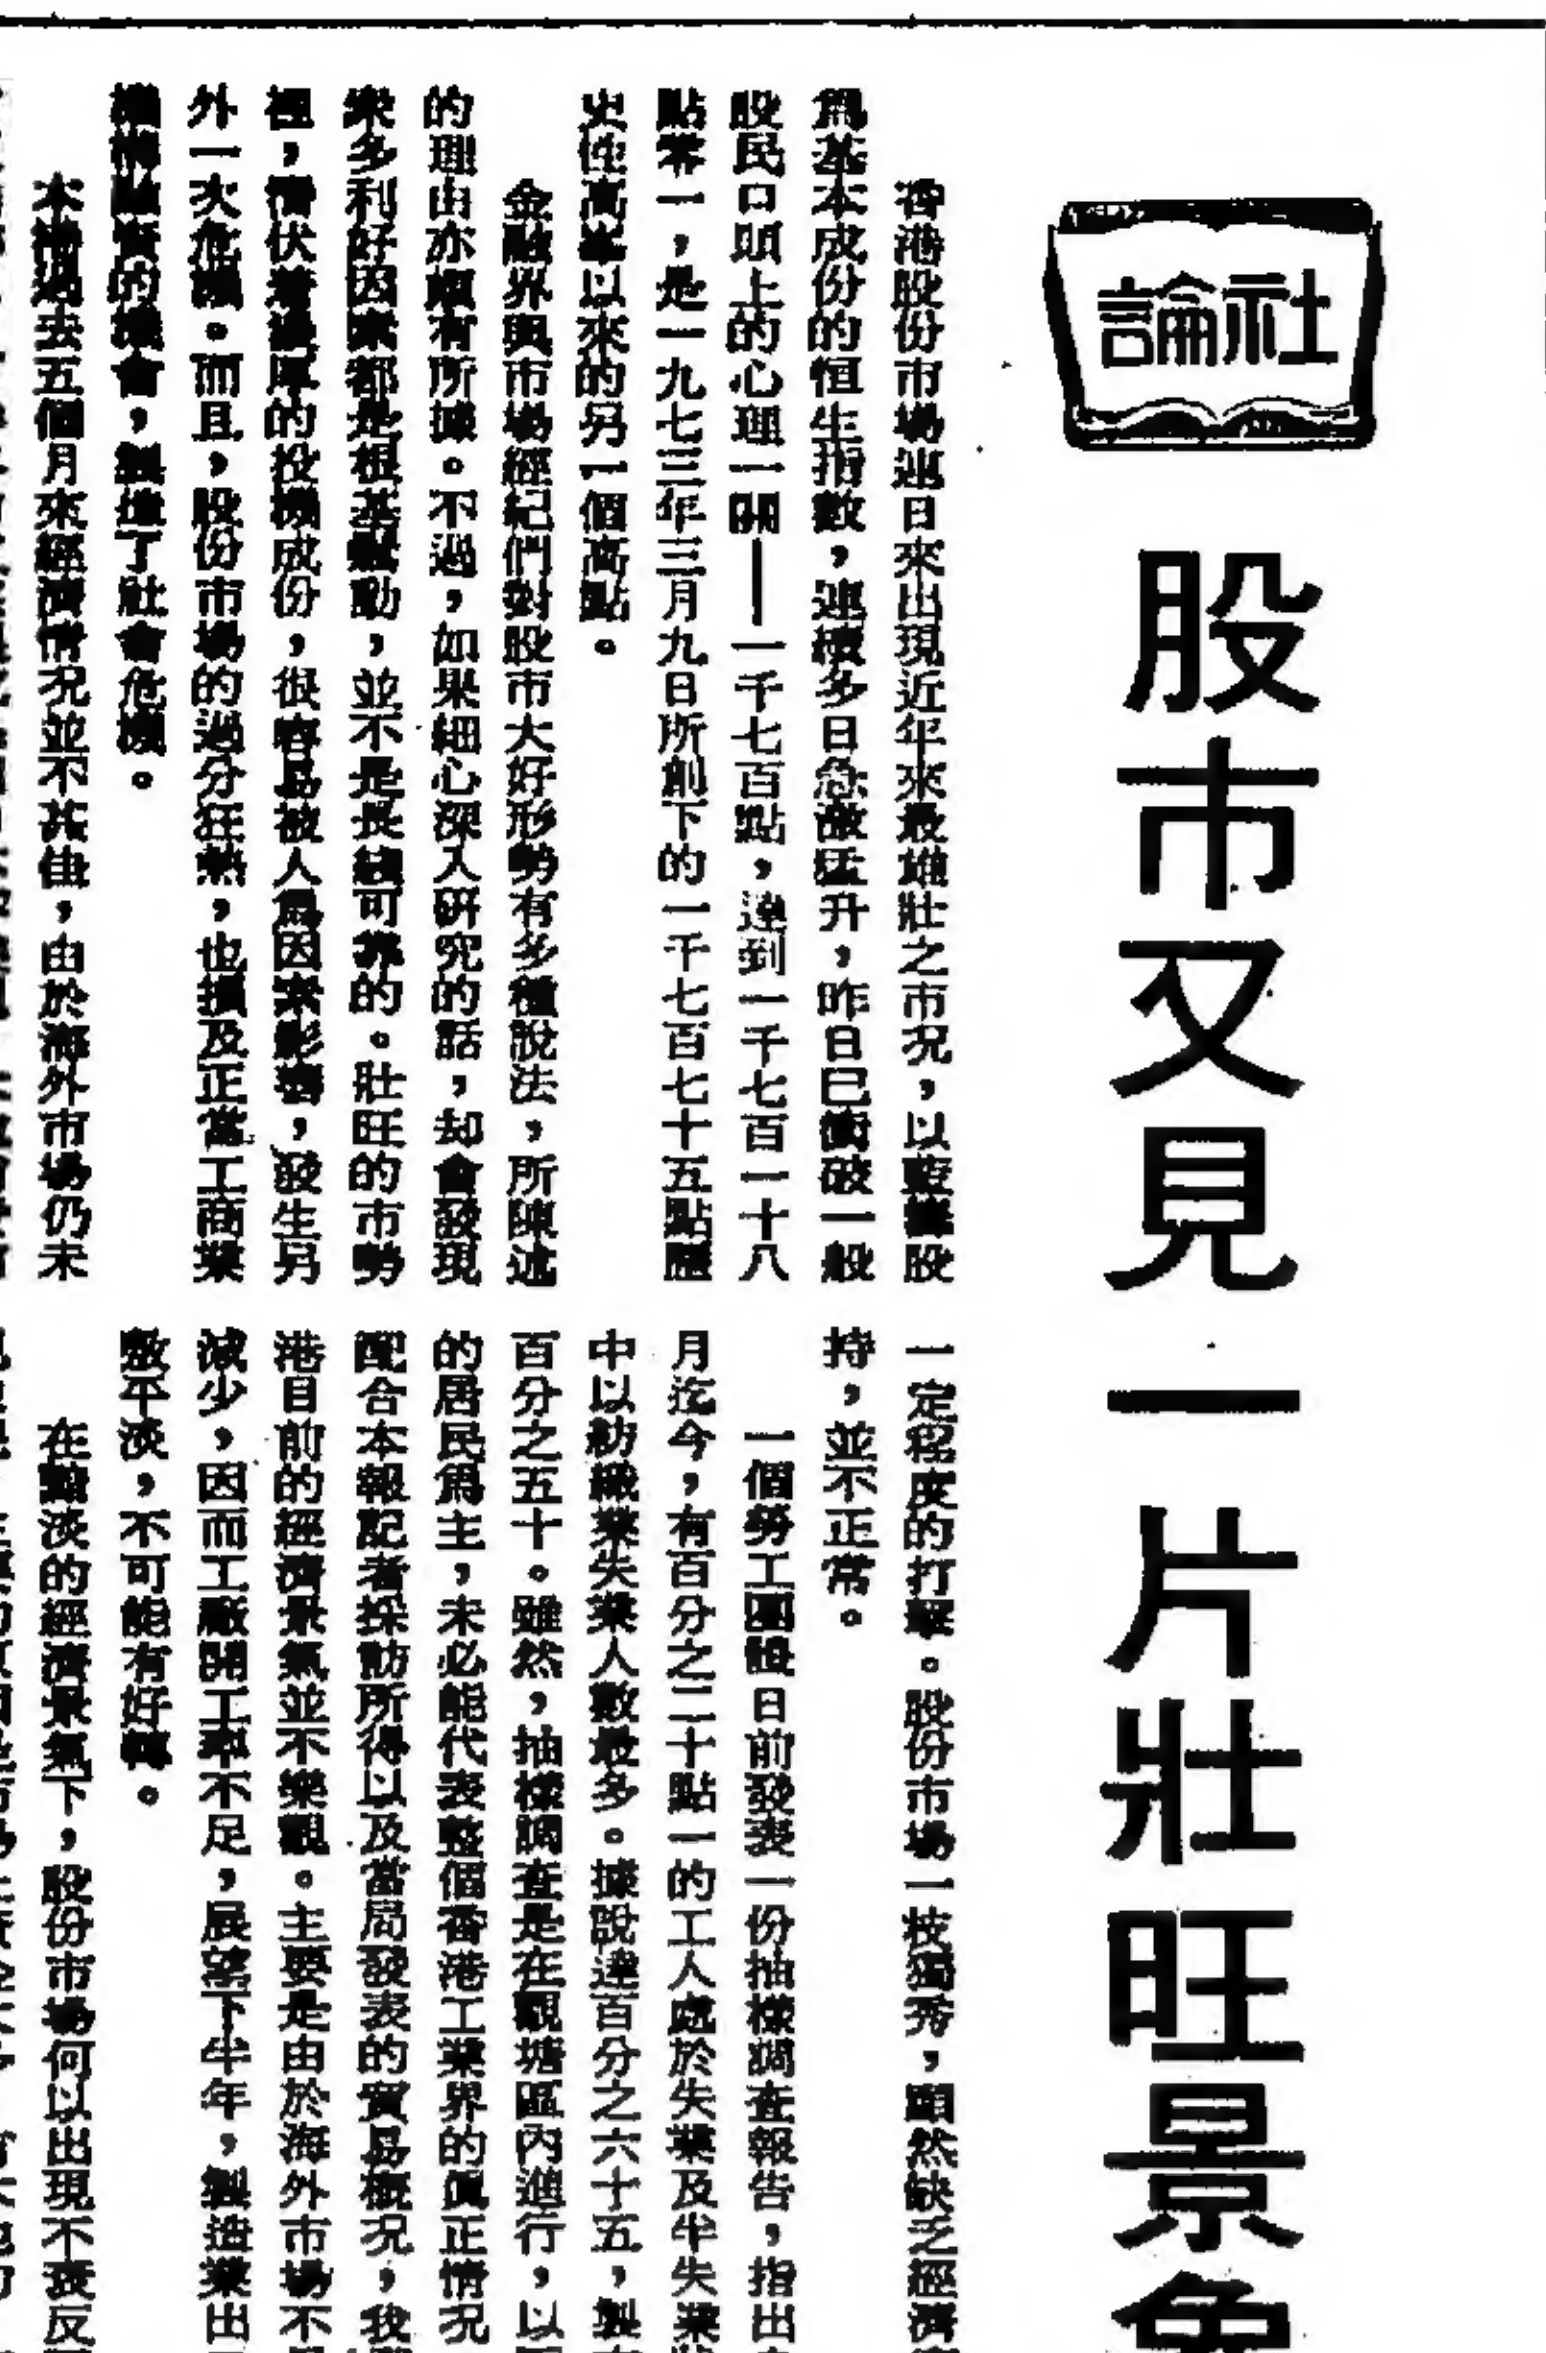 社論
股市又見一片壯旺景象
香港股份市場連日來出現近年來最雄壯之市況，以藍籌股
為基本成份的恒生指數，連續多日急激猛升，昨日已衝破一般
股民口頭上的心理一關——一千七百點，達到一千七百一十八
點零一，是一九七三年三月九日所創下的一千七百七十五點歷
史性高峯以來的另一個高點。
金融界與市場經紀們對股市大好形勢有多種說法，所陳述
的理由亦頗有所據。不過，如果細心深入研究的話，却會發現
衆多利好因素都是根基浮動，並不是長線可靠的。壯旺的市勢
裡，潛伏着濃厚的投機成份，很容易被人為因素影響，發生另
外一次危機。而且，股份市場的過分狂熱，也損及正當工商業
的機會，製造了社會危機。
本港過去五個月來經濟情況並不甚佳，由於海外市場仍未
一定程度的打擊。股份市場一技獨秀，顯然缺乏經濟
持，並不正常。
一個勞工團體日前發表一份抽樣調查報告，指出
月迄今，有百分之二十點一的工人處於失業及半失業
中以紡織業失業人數最多。據說達百分之六十五，製
百分之五十。雖然，抽樣調查是在觀塘區內進行，以
的居民為主，未必能代表整個香港工業界的眞正情況
配合本報記者採訪所得以及當局發表的貿易概況，我
港目前的經濟景氣並不樂觀。主要是由於海外市場不
減少，因而工廠開工率不足，展望下半年，製造業出
散平淡，不可能有好轉。
在黯淡的經濟景氣下，股份市場何以出現不衰反